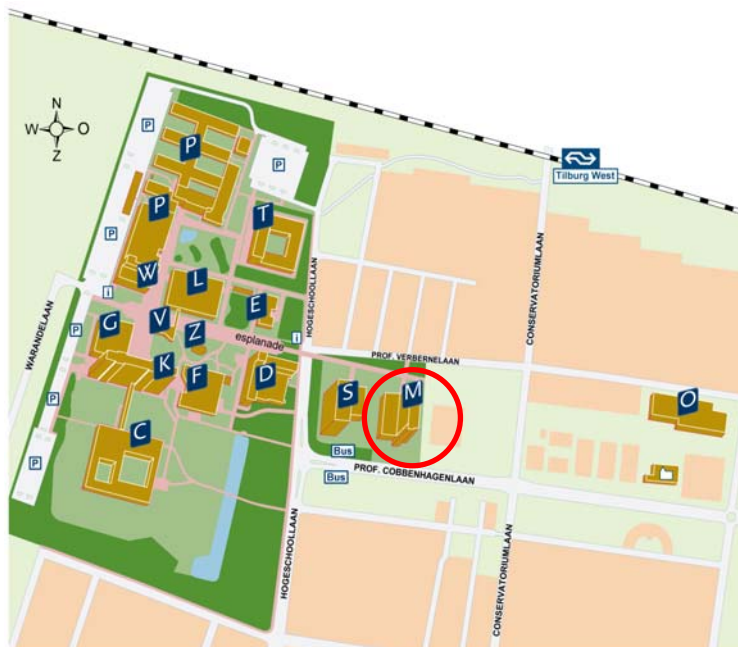 N
W O
Z
P
P
P
Tilburg West
P
T
P
P
W
L
i
E
V
G
Z
esplanade
i
P
K
F
D
S
M
O
P
C
P
Bus
Bus
WARANDELAAN
HOGESCHOOLLAAN
CONSERVATORIUMLAAN
PROF. VERBERNELAAN
PROF. COBBENHAGENLAAN
HOGESCHOOLLAAN
CONSERVATORIUMLAAN